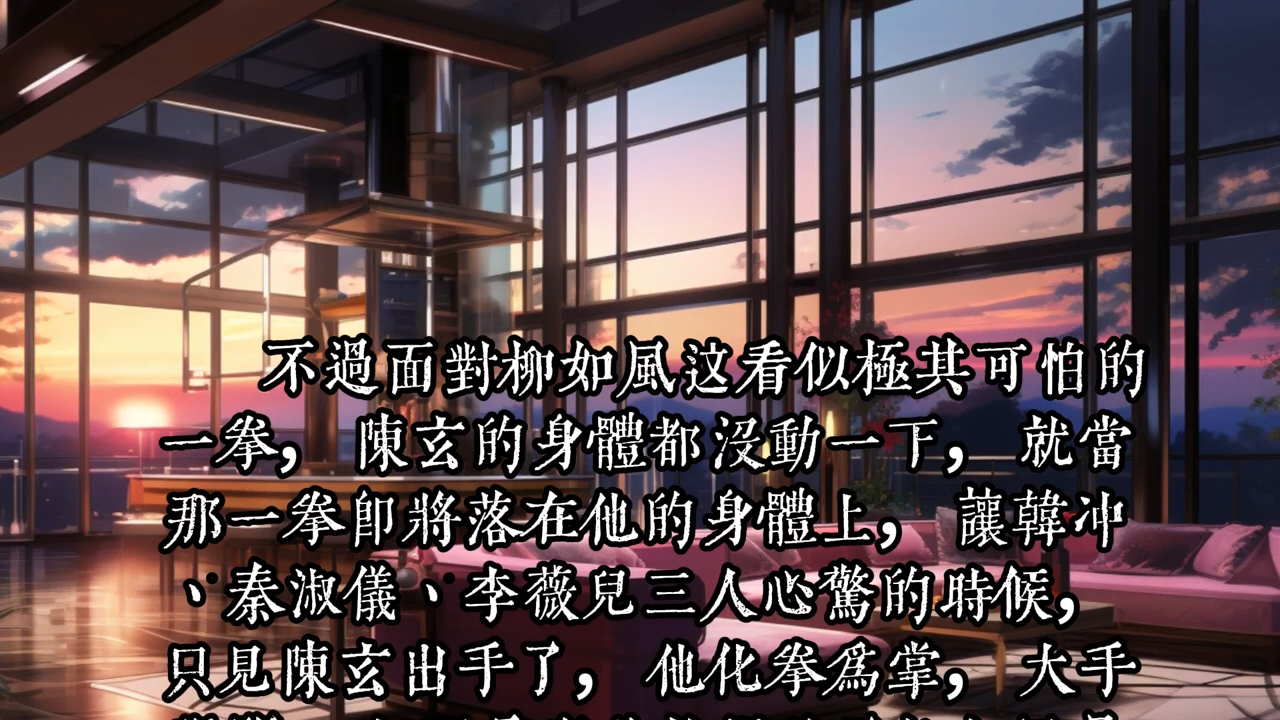 不過面對柳如風这看似極其可怕的
一拳，陳玄的身體都没動一下，就當
那一拳即將落在他的身體上，讓韓冲
、秦淑儀、李薇兒三人心驚的時候，
只見陳玄出手了，他化拳爲掌，大手